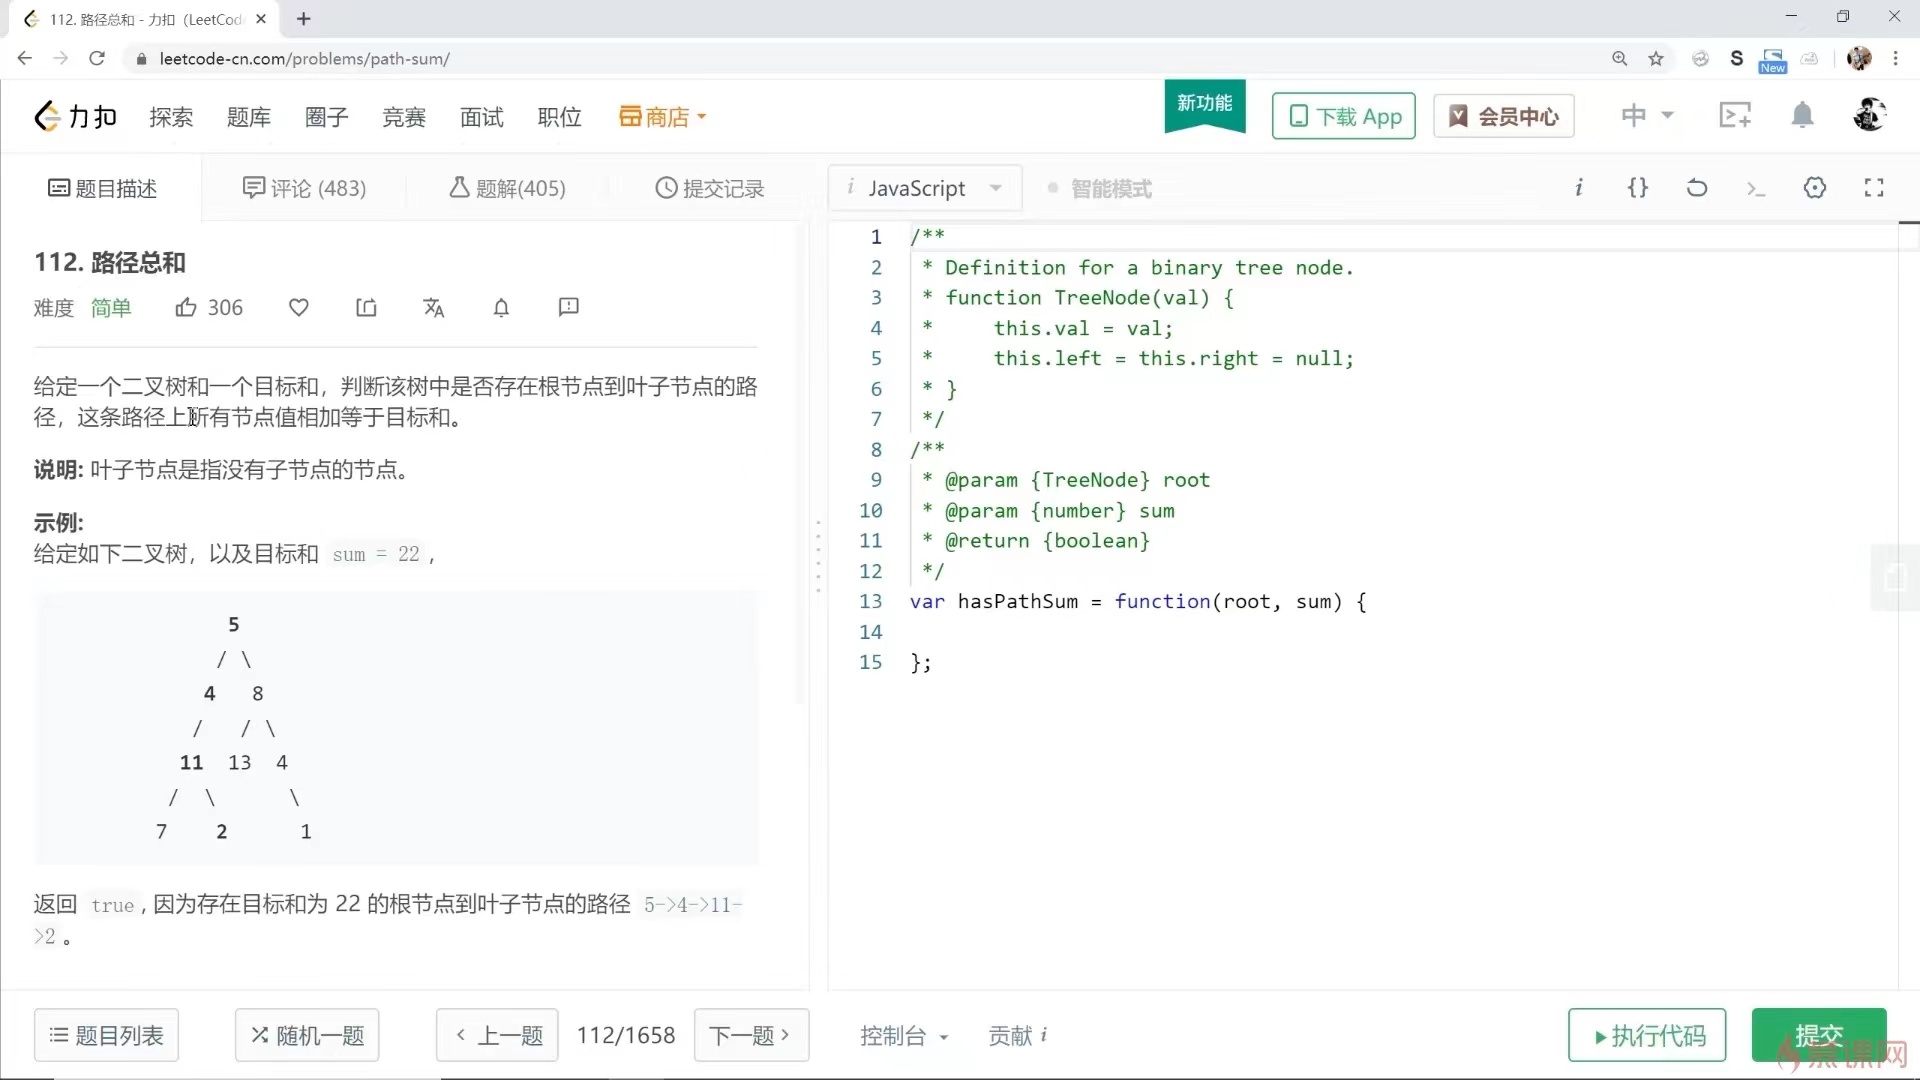 112. 路径总和 - 力扣（LeetCod
leetcode-cn.com/problems/path-sum/
New
力扣 探索 题库 圈子 竞赛 面试 职位 商店 新功能 下载 App 会员中心 中
题目描述 评论 (483) 题解(405) 提交记录
i JavaScript 智能模式 i {} >_
112. 路径总和
难度 简单 306
给定一个二叉树和一个目标和，判断该树中是否存在根节点到叶子节点的路
径，这条路径上所有节点值相加等于目标和。
说明: 叶子节点是指没有子节点的节点。
示例:
给定如下二叉树，以及目标和 sum = 22 ，
5
/ \
4 8
/ / \
11 13 4
/ \ \
7 2 1
返回 true , 因为存在目标和为 22 的根节点到叶子节点的路径 5->4->11-
>2 。
1 /**
2 * Definition for a binary tree node.
3 * function TreeNode(val) {
4 *     this.val = val;
5 *     this.left = this.right = null;
6 * }
7 */
8 /**
9 * @param {TreeNode} root
10 * @param {number} sum
11 * @return {boolean}
12 */
13 var hasPathSum = function(root, sum) {
14
15 };
题目列表 随机一题 < 上一题 112/1658 下一题 > 控制台 贡献 i 执行代码 提交
慕课网